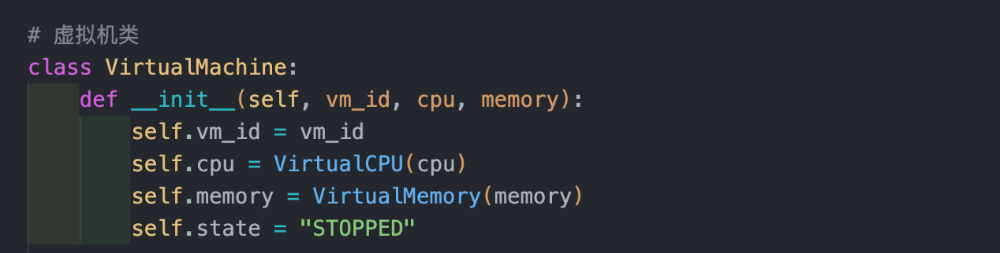 # 虚拟机类
class VirtualMachine:
    def __init__(self, vm_id, cpu, memory):
        self.vm_id = vm_id
        self.cpu = VirtualCPU(cpu)
        self.memory = VirtualMemory(memory)
        self.state = "STOPPED"